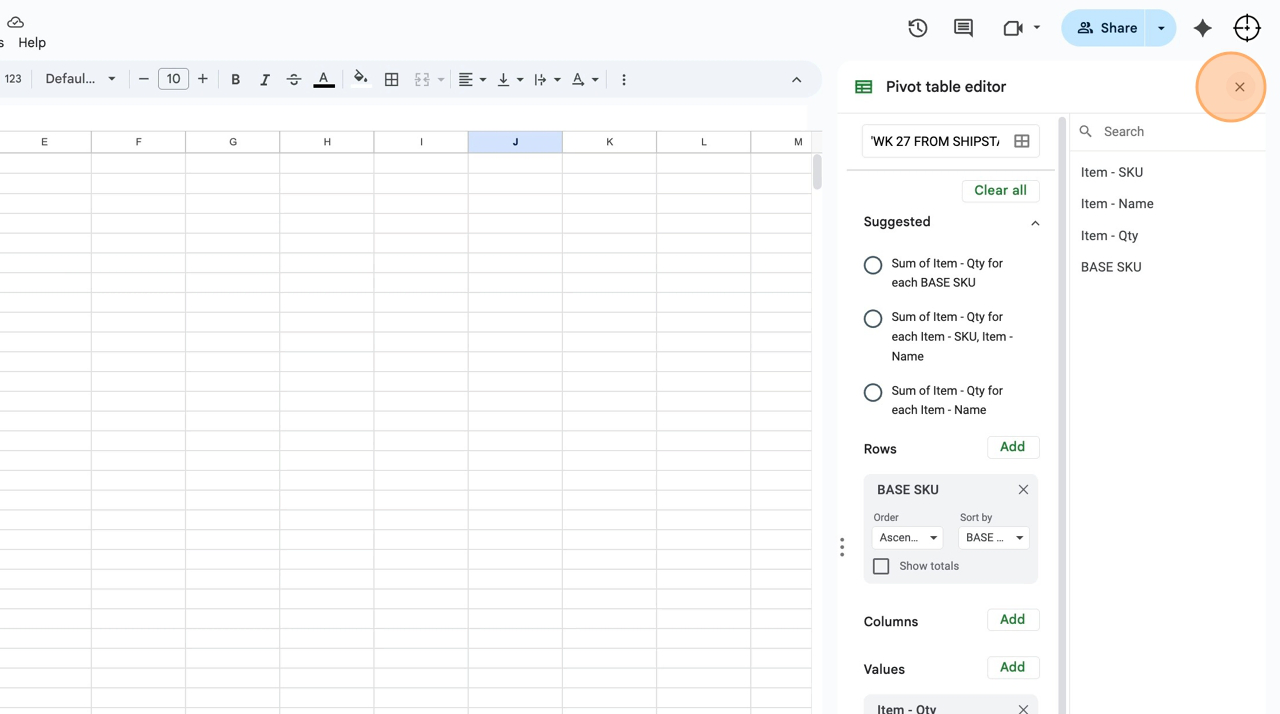 s Help
Share
123 Defaul... 10 B I S A A
Pivot table editor
E F G H I J K L M
'WK 27 FROM SHIPSTA
Search
Clear all
Item - SKU
Item - Name
Item - Qty
BASE SKU
Suggested
Sum of Item - Qty for
each BASE SKU
Sum of Item - Qty for
each Item - SKU, Item -
Name
Sum of Item - Qty for
each Item - Name
Rows Add
BASE SKU
Order Sort by
Ascen... BASE ...
Show totals
Columns Add
Values Add
Item - Qty